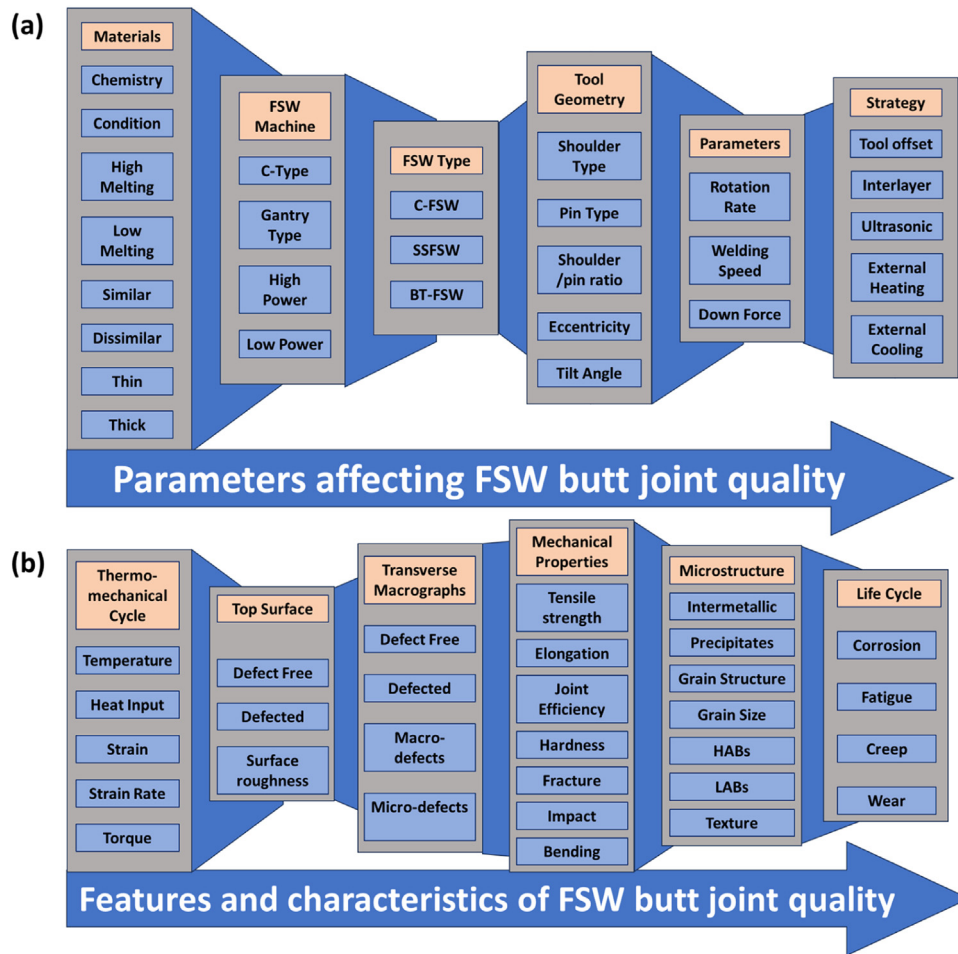 (a)
Materials
Chemistry
Condition
High
Melting
Low
Melting
Similar
Dissimilar
Thin
Thick
FSW
Machine
C-Type
Gantry
Type
High
Power
Low Power
FSW Type
C-FSW
SSFSW
BT-FSW
Tool
Geometry
Shoulder
Type
Pin Type
Shoulder
/pin ratio
Eccentricity
Tilt Angle
Parameters
Rotation
Rate
Welding
Speed
Down Force
Strategy
Tool offset
Interlayer
Ultrasonic
External
Heating
External
Cooling
Parameters affecting FSW butt joint quality
(b)
Thermo-
mechanical
Cycle
Temperature
Heat Input
Strain
Strain Rate
Torque
Top Surface
Defect Free
Defected
Surface
roughness
Transverse
Macrographs
Defect Free
Defected
Macro-
defects
Micro-defects
Mechanical
Properties
Tensile
strength
Elongation
Joint
Efficiency
Hardness
Fracture
Impact
Bending
Microstructure
Intermetallic
Precipitates
Grain Structure
Grain Size
HABs
LABs
Texture
Life Cycle
Corrosion
Fatigue
Creep
Wear
Features and characteristics of FSW butt joint quality